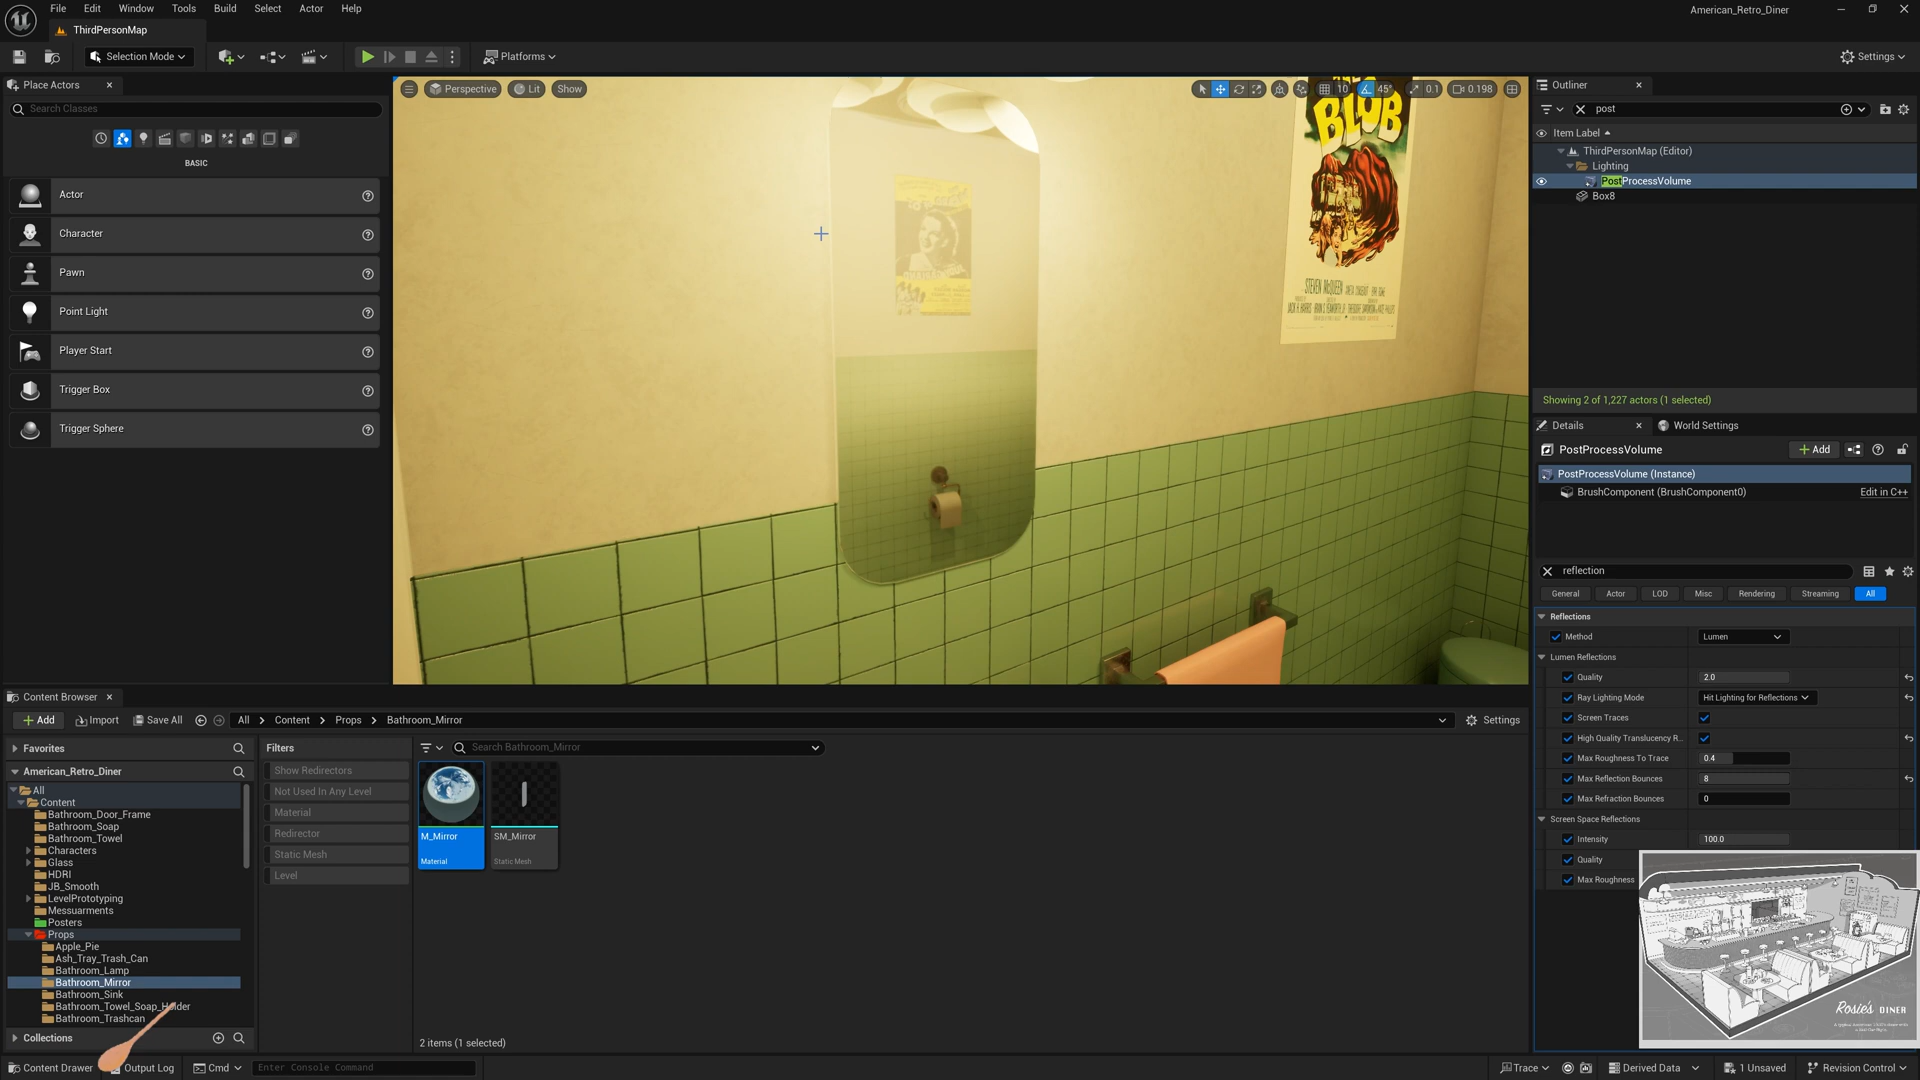 File Edit Window Tools Build Select Actor Help
American_Retro_Diner
ThirdPersonMap
Selection Mode
Platforms
Settings
Place Actors
Search Classes
BASIC
Actor
Character
Pawn
Point Light
Player Start
Trigger Box
Trigger Sphere
Perspective
Lit
Show
10
45°
0.1
0.198
BLOB
STEVEN McQUEEN
Outliner
post
Item Label
ThirdPersonMap (Editor)
Lighting
PostProcessVolume
Box8
Showing 2 of 1,227 actors (1 selected)
Details
World Settings
PostProcessVolume
Add
PostProcessVolume (Instance)
BrushComponent (BrushComponent0)
Edit in C++
reflection
General Actor LOD Misc Rendering Streaming All
Reflections
Method Lumen
Lumen Reflections
Quality 2.0
Ray Lighting Mode Hit Lighting for Reflections
Screen Traces
High Quality Translucency R...
Max Roughness To Trace 0.4
Max Reflection Bounces 8
Max Refraction Bounces 0
Screen Space Reflections
Intensity 100.0
Quality
Max Roughness
Rosie's DINER
Content Browser
Add Import Save All All Content Props Bathroom_Mirror
Settings
Favorites
American_Retro_Diner
All
Content
Bathroom_Door_Frame
Bathroom_Soap
Bathroom_Towel
Characters
Glass
HDRI
JB_Smooth
LevelPrototyping
Messuarments
Posters
Props
Apple_Pie
Ash_Tray_Trash_Can
Bathroom_Lamp
Bathroom_Mirror
Bathroom_Sink
Bathroom_Towel_Soap_Holder
Bathroom_Trashcan
Collections
Filters
Show Redirectors
Not Used In Any Level
Material
Redirector
Static Mesh
Level
Search Bathroom_Mirror
M_Mirror
Material
SM_Mirror
Static Mesh
2 items (1 selected)
Content Drawer
Output Log
Cmd
Enter Console Command
Trace
Derived Data
1 Unsaved
Revision Control